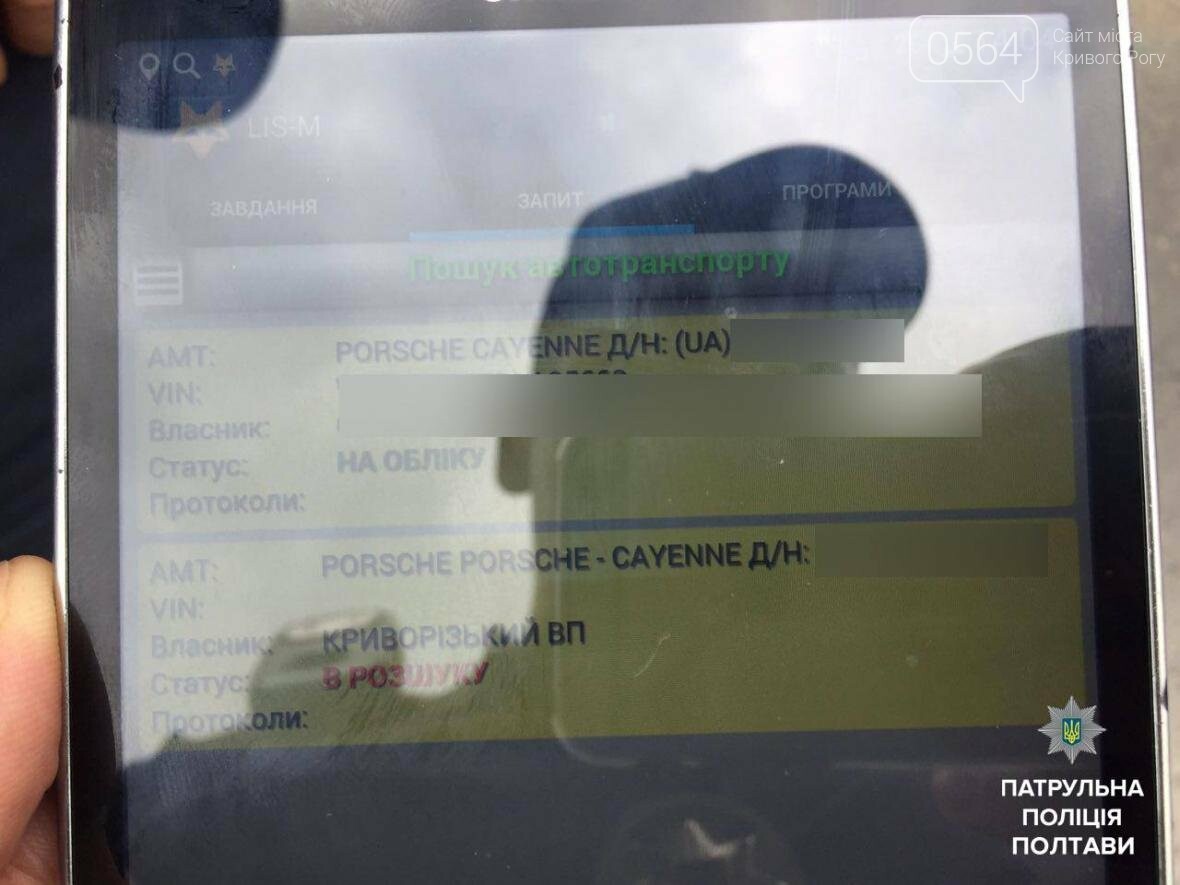 0564
Сайт міста
Кривого Рогу
LIS-M
ЗАВДАННЯ ЗАПИТ ПРОГРАМИ
Пошук автотранспорту
АМТ: PORSCHE CAYENNE Д/Н: (UA)
VIN:
Власник:
Статус: НА ОБЛІКУ
Протоколи:
АМТ: PORSCHE PORSCHE - CAYENNE Д/Н:
VIN:
Власник: КРИВОРІЗЬКИЙ ВП
Статус: В РОЗШУКУ
Протоколи:
ПАТРУЛЬНА
ПОЛІЦІЯ
ПОЛТАВИ